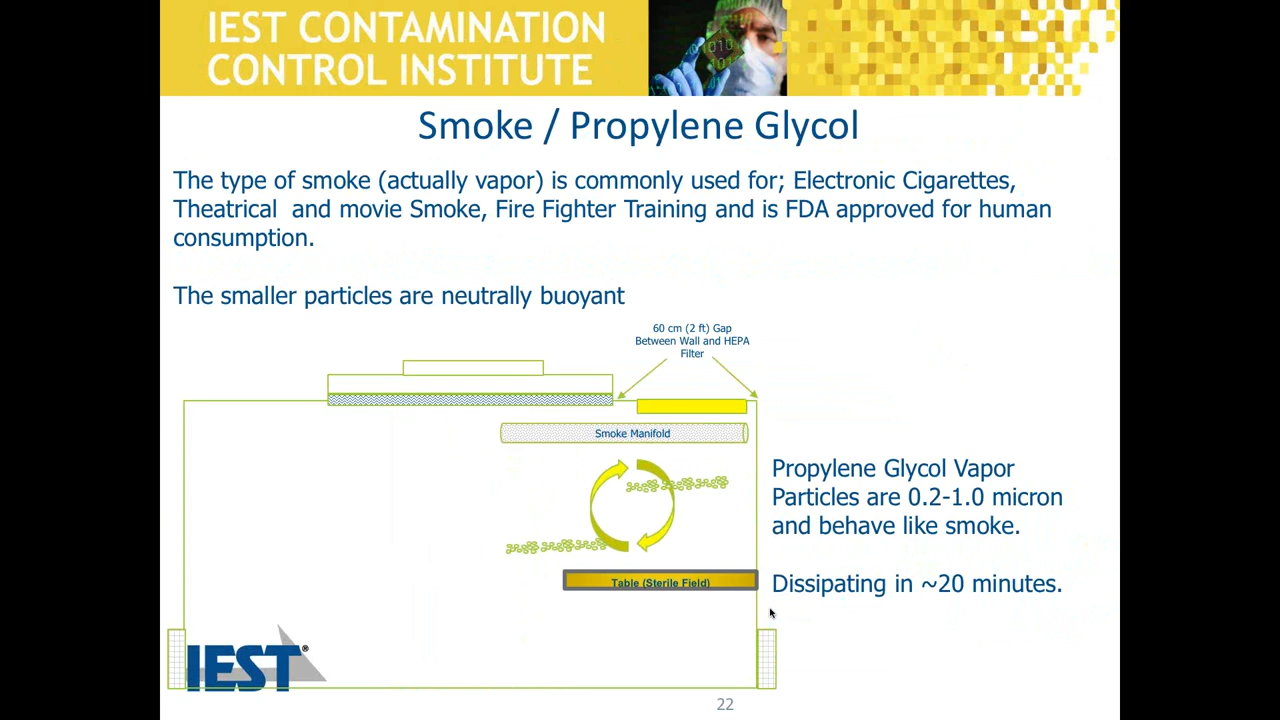 IEST CONTAMINATION
CONTROL INSTITUTE
Smoke / Propylene Glycol
The type of smoke (actually vapor) is commonly used for; Electronic Cigarettes,
Theatrical and movie Smoke, Fire Fighter Training and is FDA approved for human
consumption.
The smaller particles are neutrally buoyant
60 cm (2 ft) Gap
Between Wall and HEPA
Filter
Smoke Manifold
Propylene Glycol Vapor
Particles are 0.2-1.0 micron
and behave like smoke.
Table (Sterile Field)
Dissipating in ~20 minutes.
IEST®
22